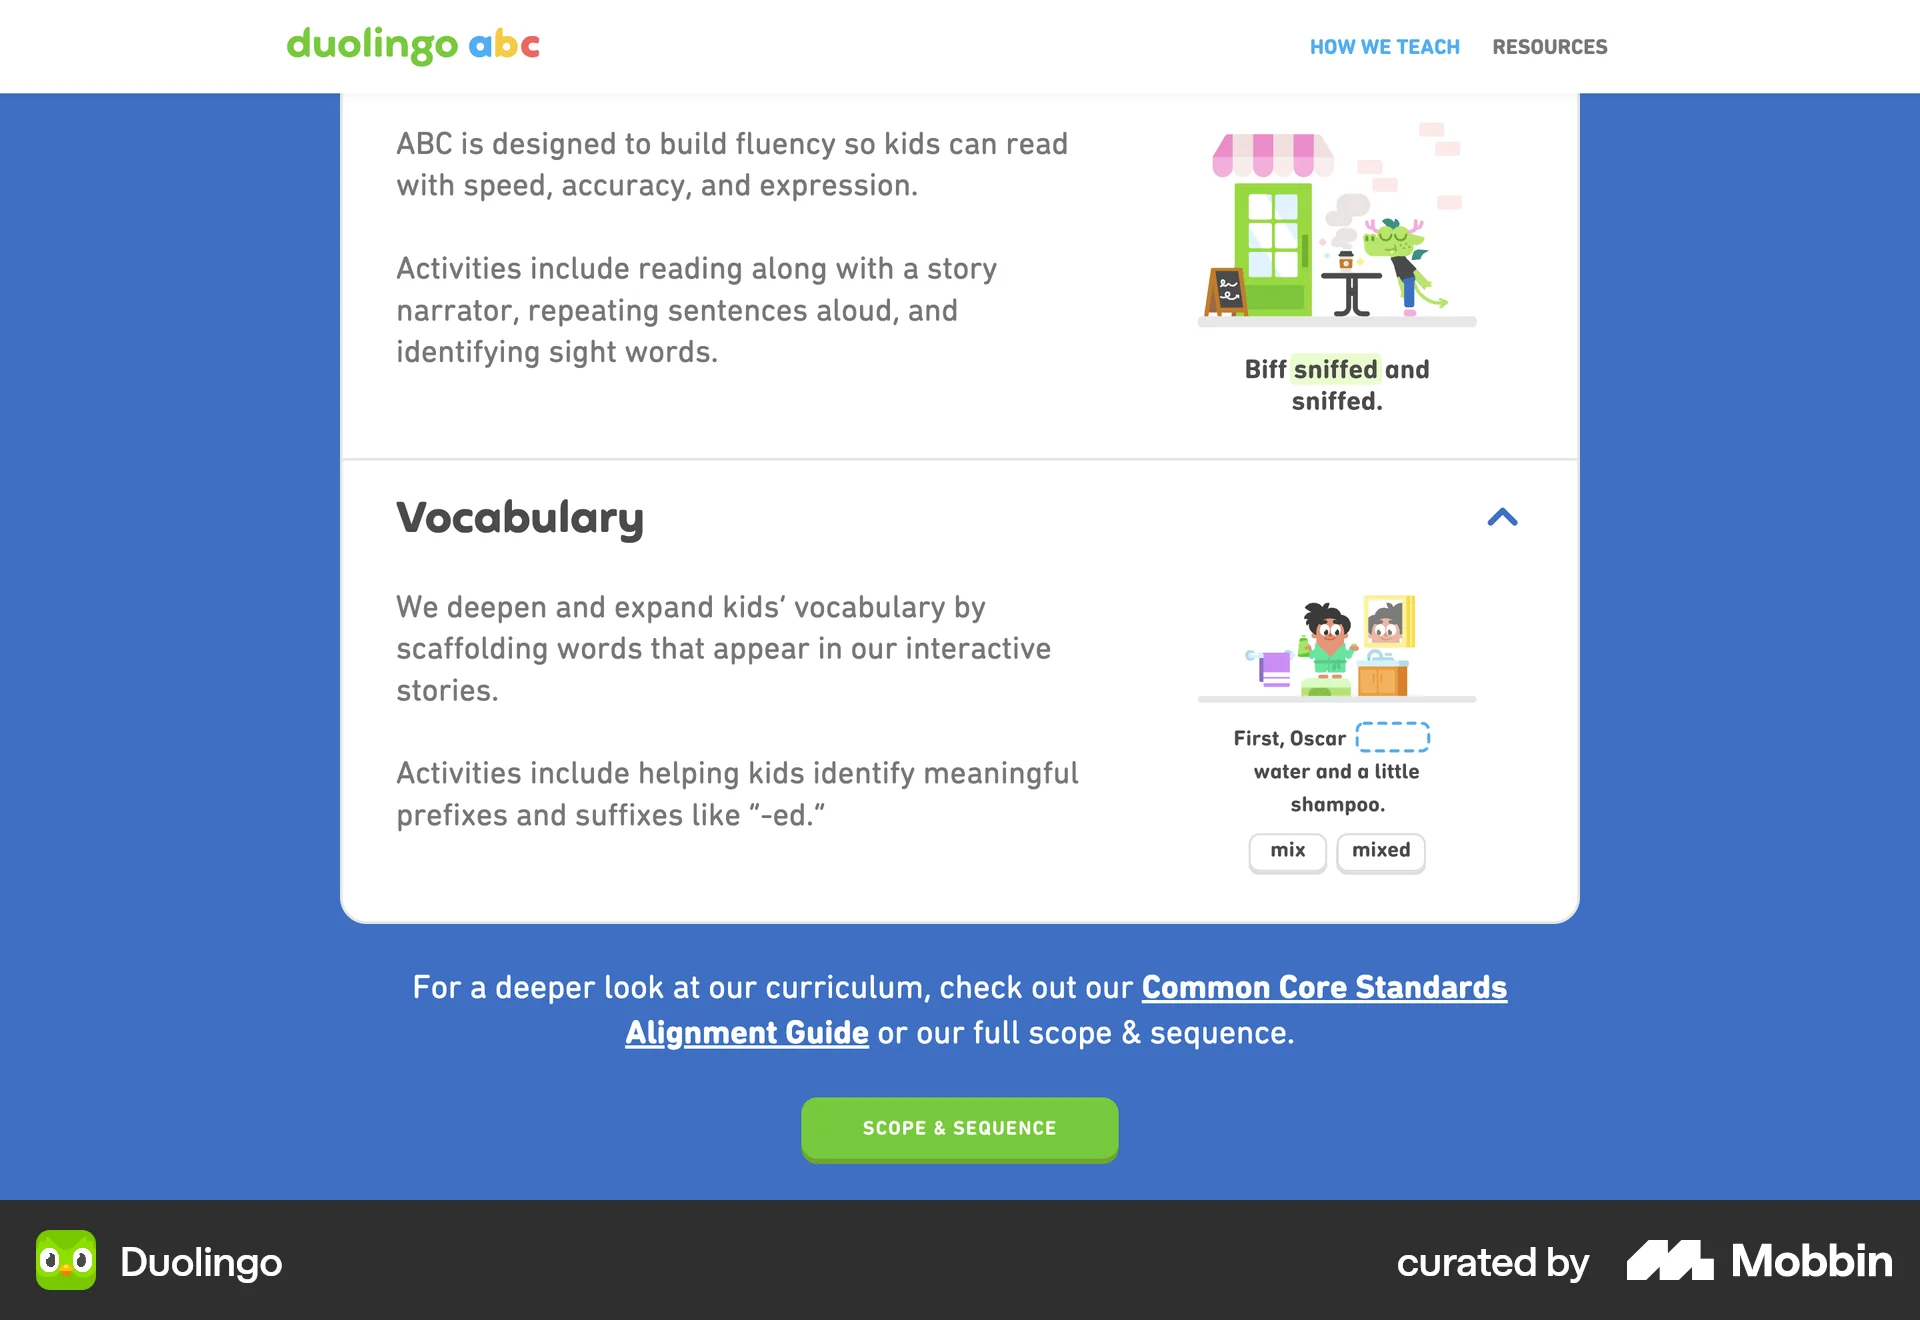 duolingo abc
HOW WE TEACH
RESOURCES
ABC is designed to build fluency so kids can read
with speed, accuracy, and expression.
Activities include reading along with a story
narrator, repeating sentences aloud, and
identifying sight words.
Biff sniffed and
sniffed.
Vocabulary
We deepen and expand kids’ vocabulary by
scaffolding words that appear in our interactive
stories.
Activities include helping kids identify meaningful
prefixes and suffixes like “-ed.”
First, Oscar
water and a little
shampoo.
mix
mixed
For a deeper look at our curriculum, check out our Common Core Standards
Alignment Guide or our full scope & sequence.
SCOPE & SEQUENCE
Duolingo
curated by Mobbin